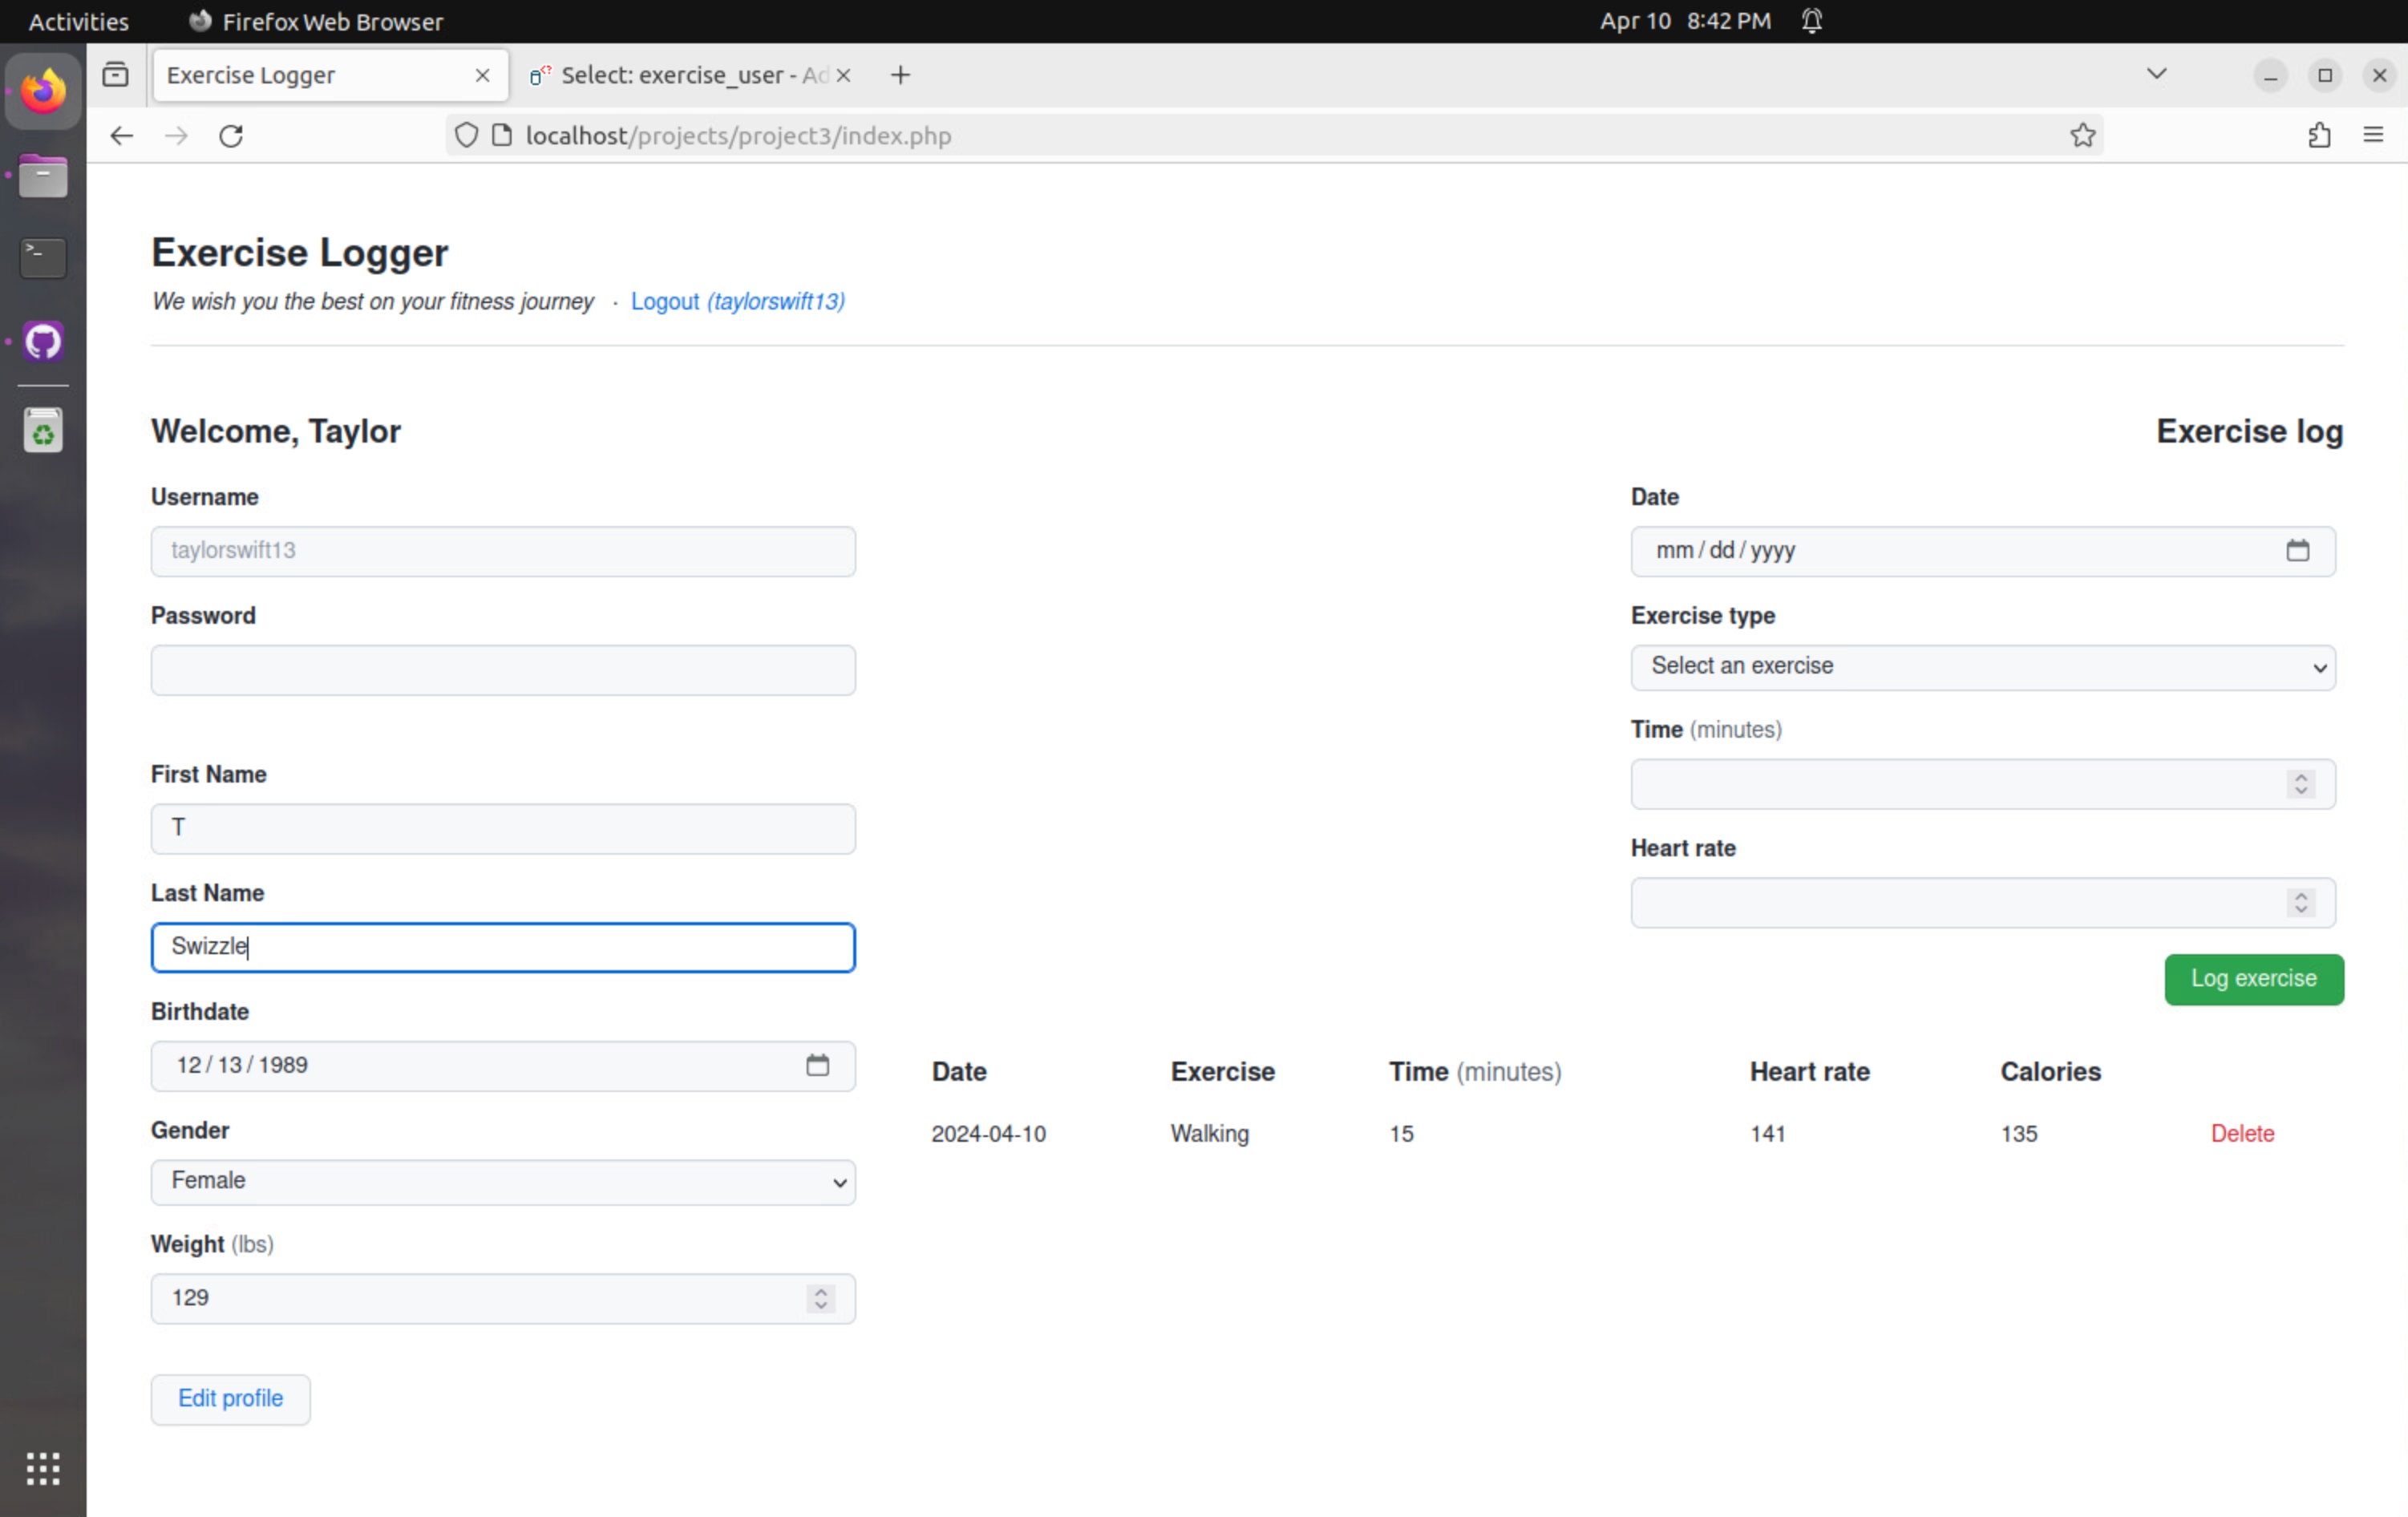 Activities Firefox Web Browser Apr 10 8:42 PM
Exercise Logger Select: exercise_user - Ad
localhost/projects/project3/index.php
Exercise Logger
We wish you the best on your fitness journey · Logout (taylorswift13)
Welcome, Taylor
Username
taylorswift13
Password
First Name
T
Last Name
Swizzle
Birthdate
12 / 13 / 1989
Gender
Female
Weight (lbs)
129
Edit profile
Exercise log
Date
mm / dd / yyyy
Exercise type
Select an exercise
Time (minutes)
Heart rate
Log exercise
Date Exercise Time (minutes) Heart rate Calories
2024-04-10 Walking 15 141 135 Delete